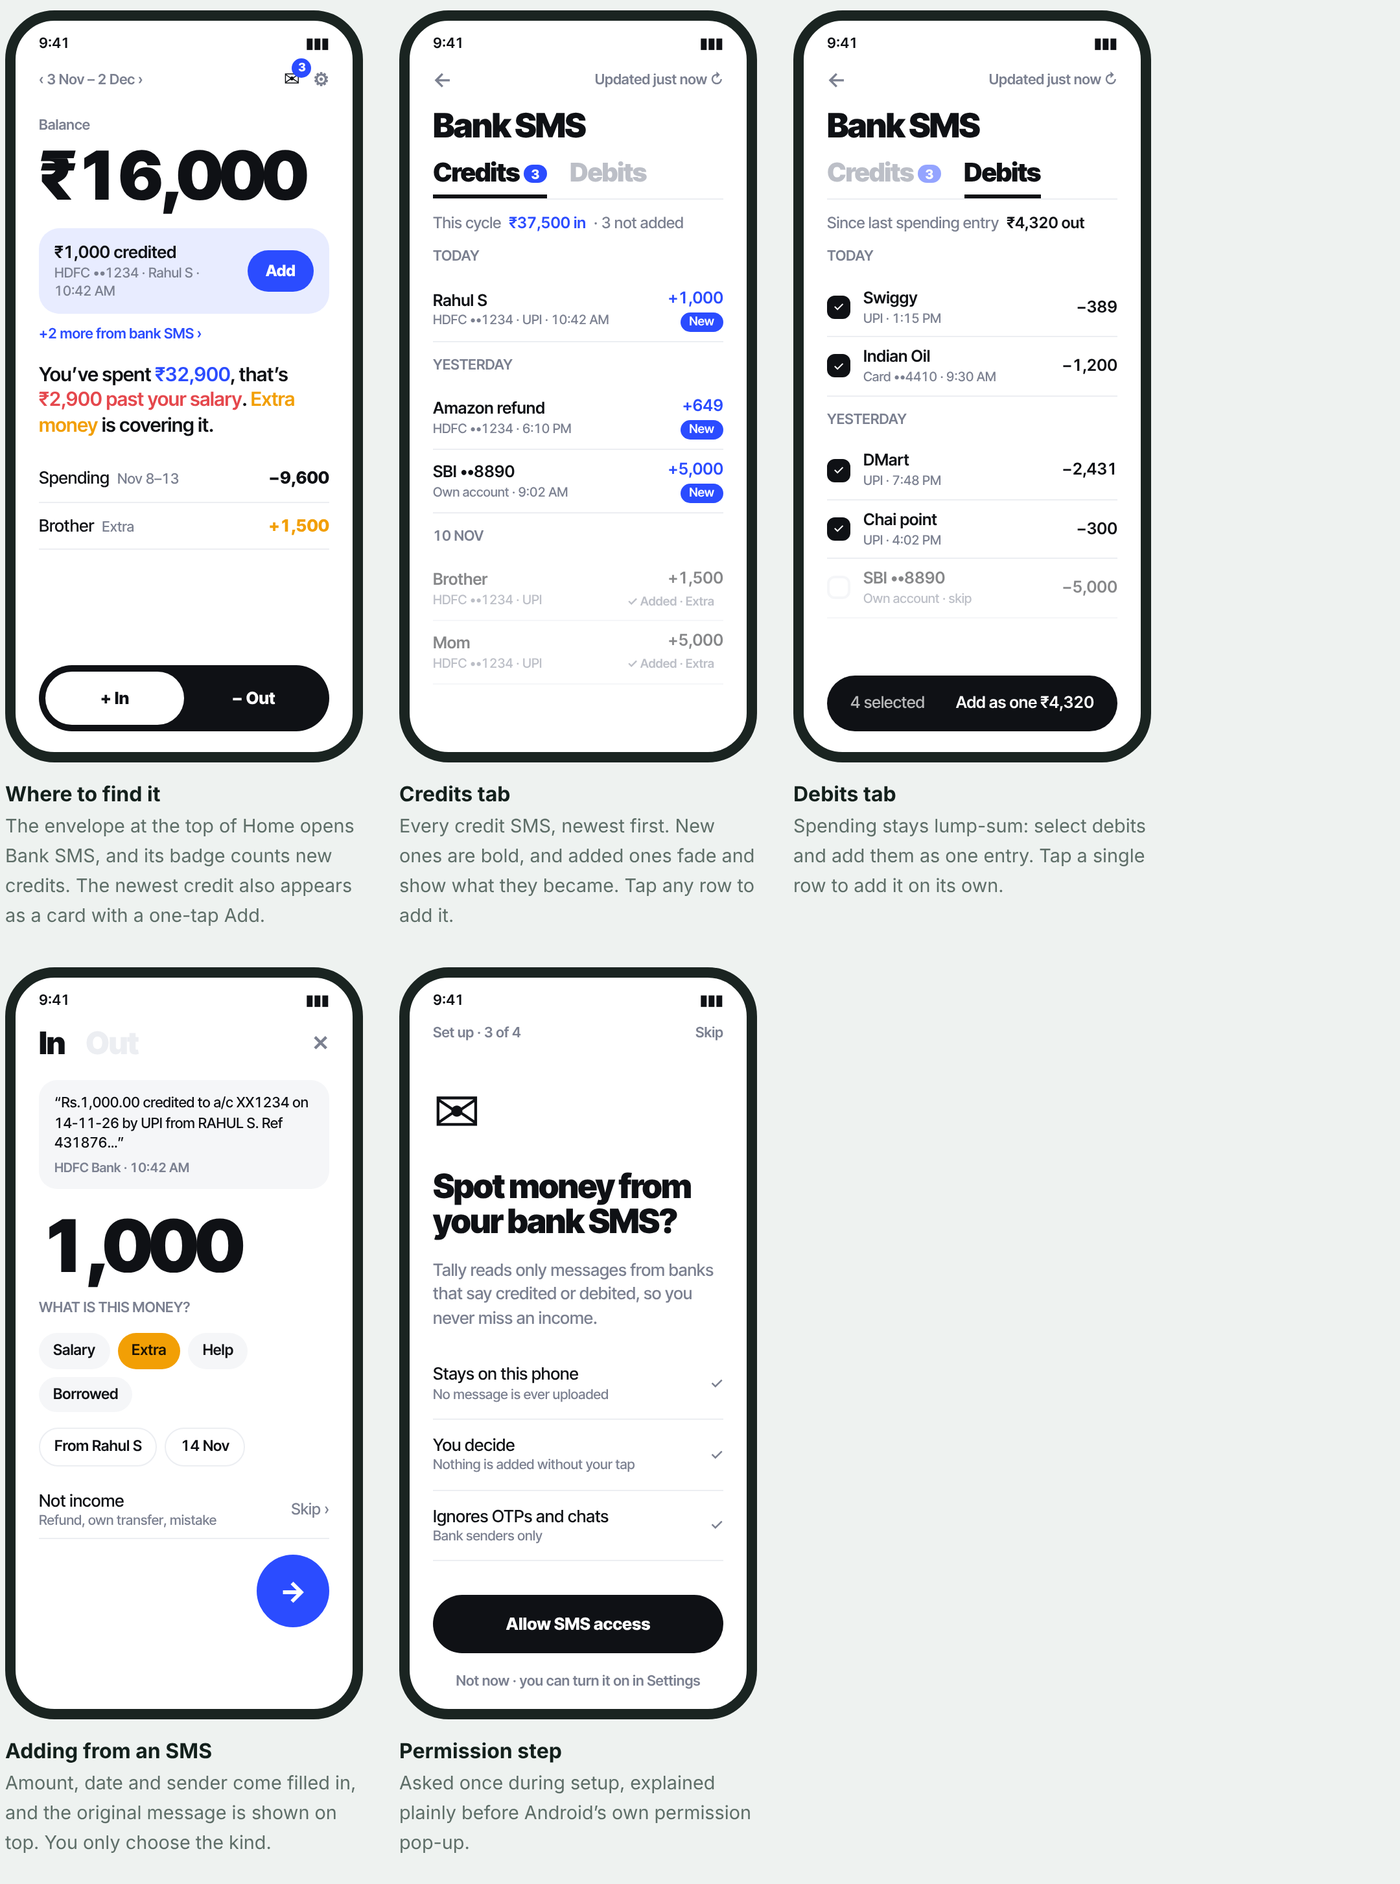 9:41
‹ 3 Nov – 2 Dec ›
3
Balance
₹16,000
₹1,000 credited
HDFC ••1234 · Rahul S ·
10:42 AM
Add
+2 more from bank SMS ›
You’ve spent ₹32,900, that’s
₹2,900 past your salary. Extra
money is covering it.
Spending Nov 8–13 −9,600
Brother Extra +1,500
+ In
− Out
Where to find it
The envelope at the top of Home opens
Bank SMS, and its badge counts new
credits. The newest credit also appears
as a card with a one-tap Add.
9:41
← Updated just now ↻
Bank SMS
Credits 3 Debits
This cycle ₹37,500 in · 3 not added
TODAY
Rahul S +1,000
HDFC ••1234 · UPI · 10:42 AM New
YESTERDAY
Amazon refund +649
HDFC ••1234 · 6:10 PM New
SBI ••8890 +5,000
Own account · 9:02 AM New
10 NOV
Brother +1,500
HDFC ••1234 · UPI ✓ Added · Extra
Mom +5,000
HDFC ••1234 · UPI ✓ Added · Extra
Credits tab
Every credit SMS, newest first. New
ones are bold, and added ones fade and
show what they became. Tap any row to
add it.
9:41
← Updated just now ↻
Bank SMS
Credits 3 Debits
Since last spending entry ₹4,320 out
TODAY
Swiggy −389
UPI · 1:15 PM
Indian Oil −1,200
Card ••4410 · 9:30 AM
YESTERDAY
DMart −2,431
UPI · 7:48 PM
Chai point −300
UPI · 4:02 PM
SBI ••8890 −5,000
Own account · skip
4 selected Add as one ₹4,320
Debits tab
Spending stays lump-sum: select debits
and add them as one entry. Tap a single
row to add it on its own.
9:41
In Out ✕
“Rs.1,000.00 credited to a/c XX1234 on
14-11-26 by UPI from RAHUL S. Ref
431876…”
HDFC Bank · 10:42 AM
1,000
WHAT IS THIS MONEY?
Salary Extra Help
Borrowed
From Rahul S 14 Nov
Not income Skip ›
Refund, own transfer, mistake
→
Adding from an SMS
Amount, date and sender come filled in,
and the original message is shown on
top. You only choose the kind.
9:41
Set up · 3 of 4 Skip
Spot money from
your bank SMS?
Tally reads only messages from banks
that say credited or debited, so you
never miss an income.
Stays on this phone ✓
No message is ever uploaded
You decide ✓
Nothing is added without your tap
Ignores OTPs and chats ✓
Bank senders only
Allow SMS access
Not now · you can turn it on in Settings
Permission step
Asked once during setup, explained
plainly before Android’s own permission
pop-up.